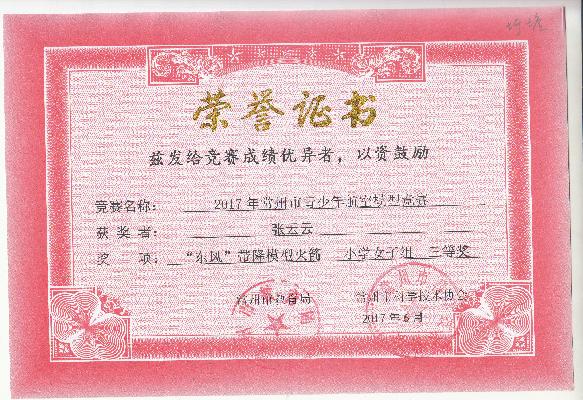 荣誉证书
兹发给竞赛成绩优异者，以资鼓励
竞赛名称： 2017年常州市青少年航空模型竞赛
获奖者： 张云云
奖 项： “东风”带降模型火箭 小学女子组 三等奖
常州市教育局 常州市科学技术协会
2017年6月